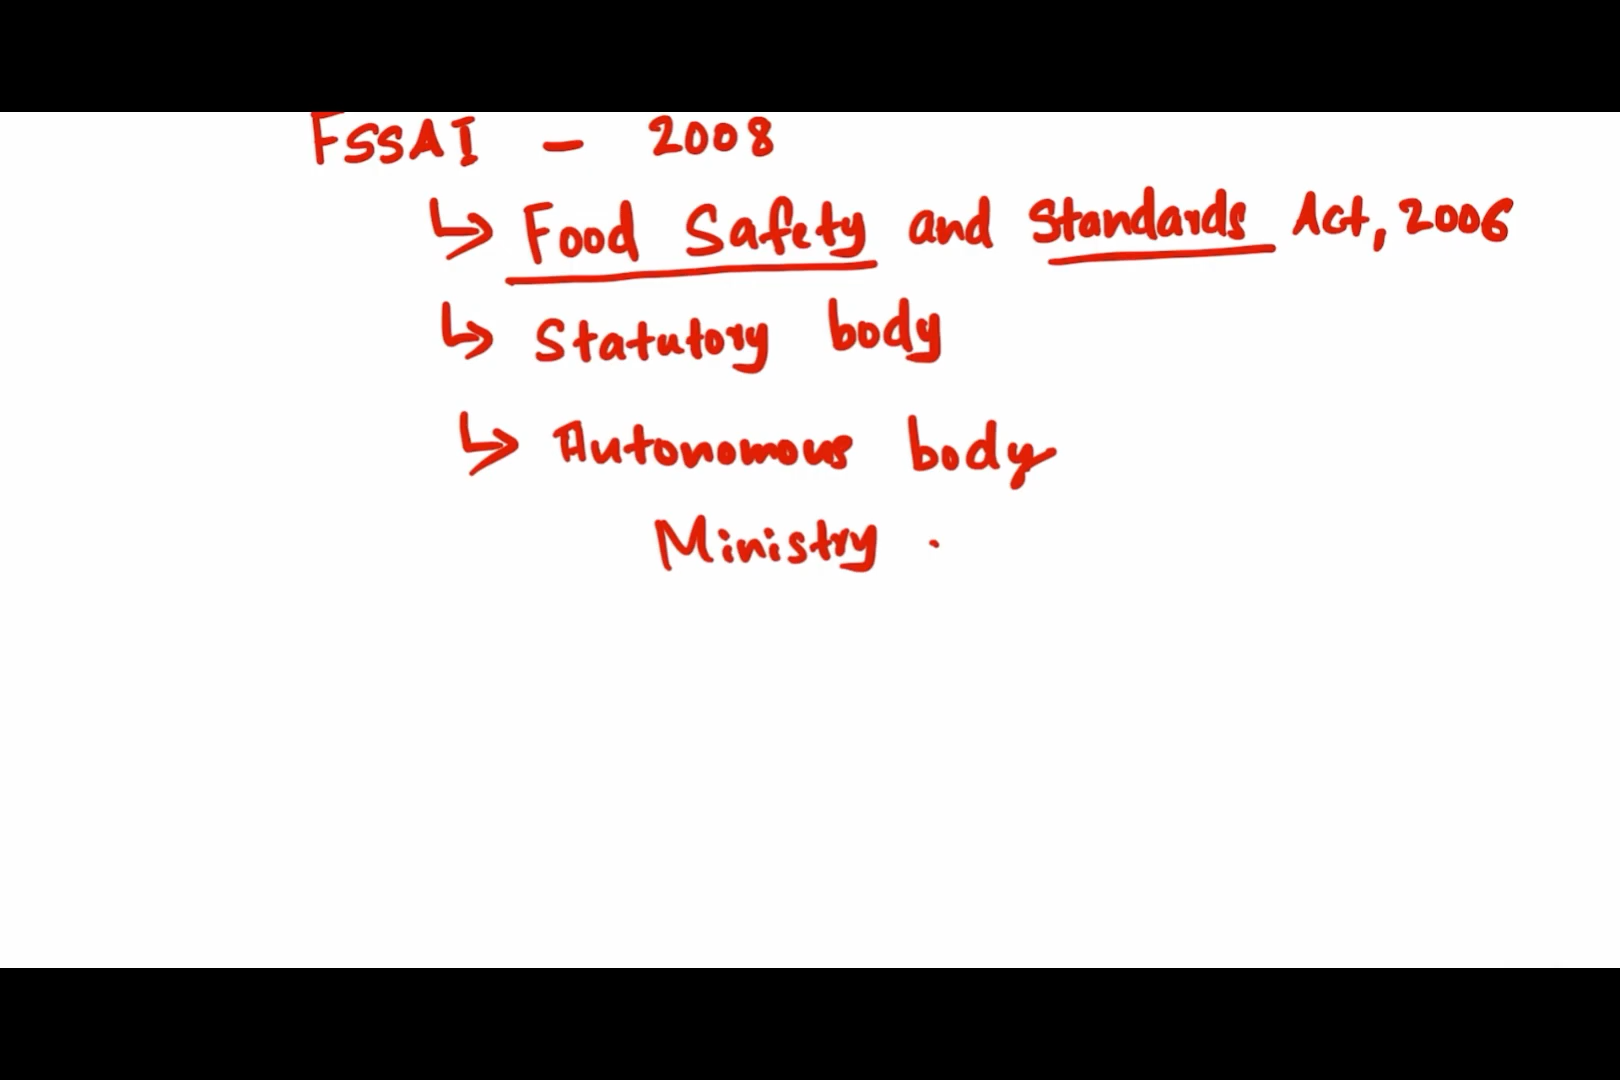 FSSAI - 2008
↳ Food Safety and Standards Act, 2006
↳ Statutory body
↳ Autonomous body
Ministry .